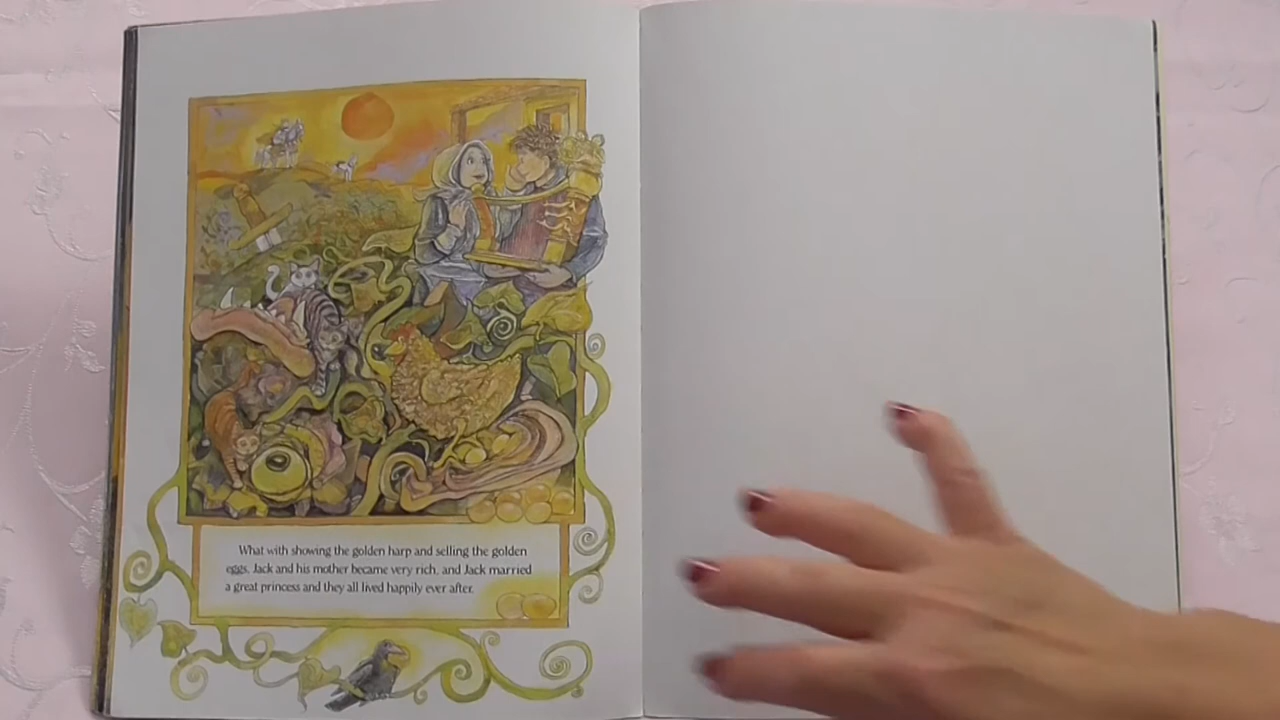 What with showing the golden harp and selling the golden
eggs, Jack and his mother became very rich, and Jack married
a great princess and they all lived happily ever after.